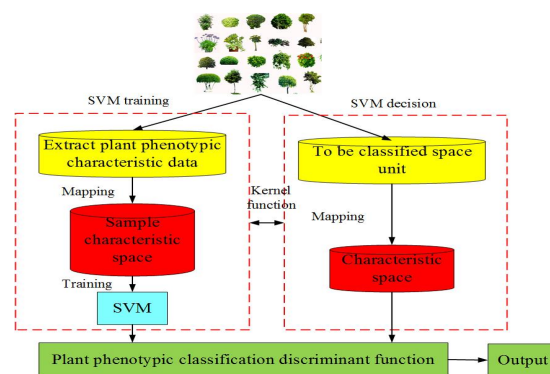 SVM training
SVM decision
Extract plant phenotypic
characteristic data
To be classified space
unit
Mapping
Kernel
function
Mapping
Sample
characteristic
space
Characteristic
space
Training
SVM
Plant phenotypic classification discriminant function
Output